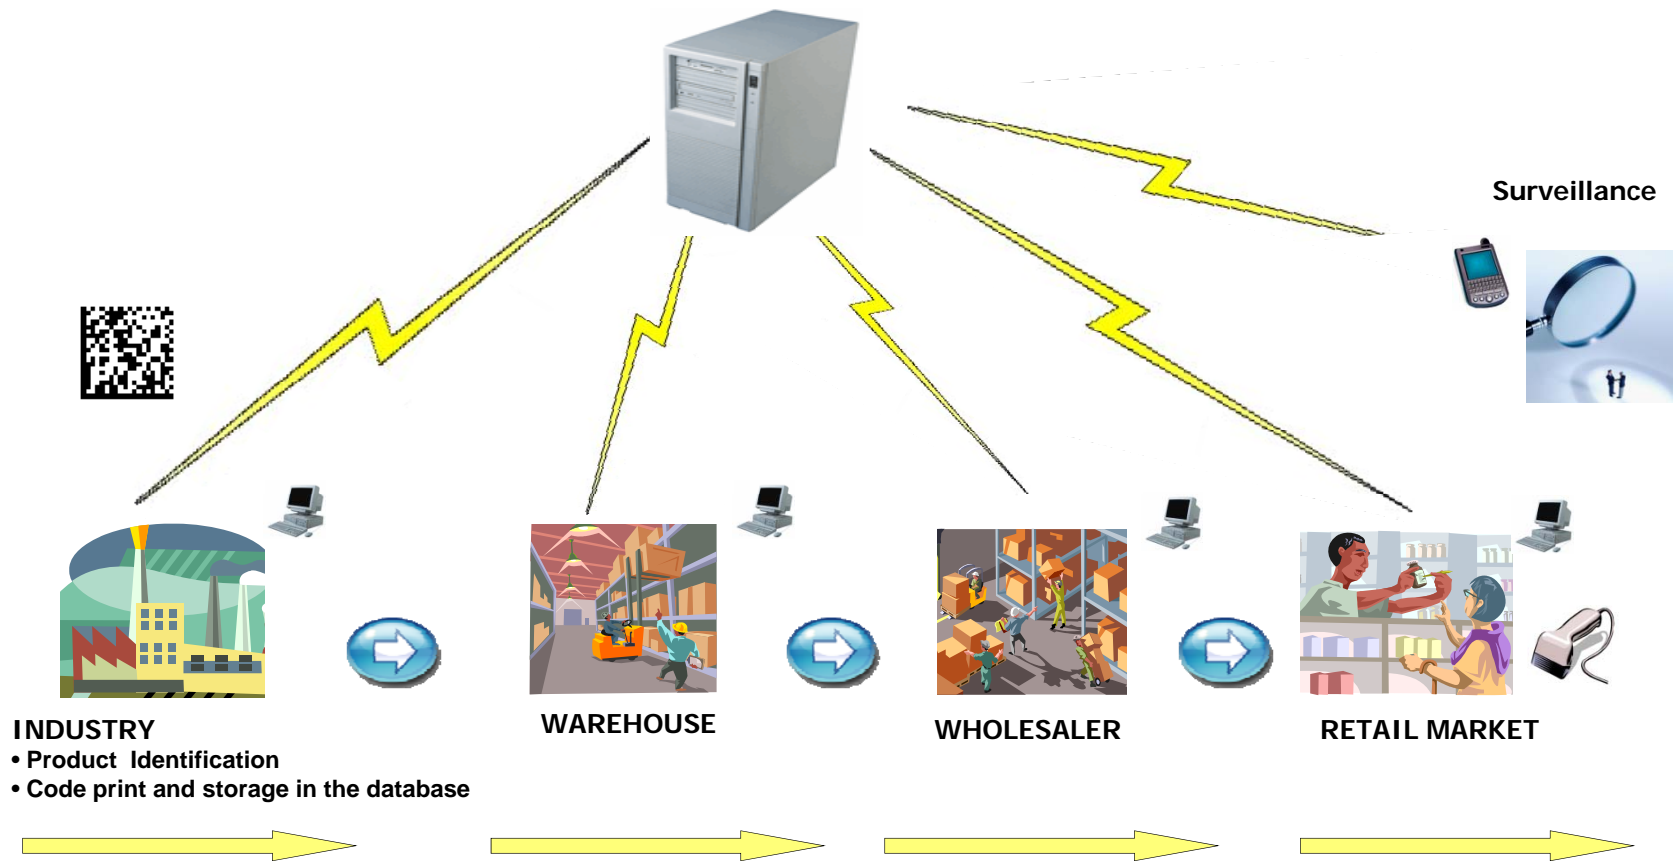 Surveillance
INDUSTRY
• Product Identification
• Code print and storage in the database
WAREHOUSE
WHOLESALER
RETAIL MARKET